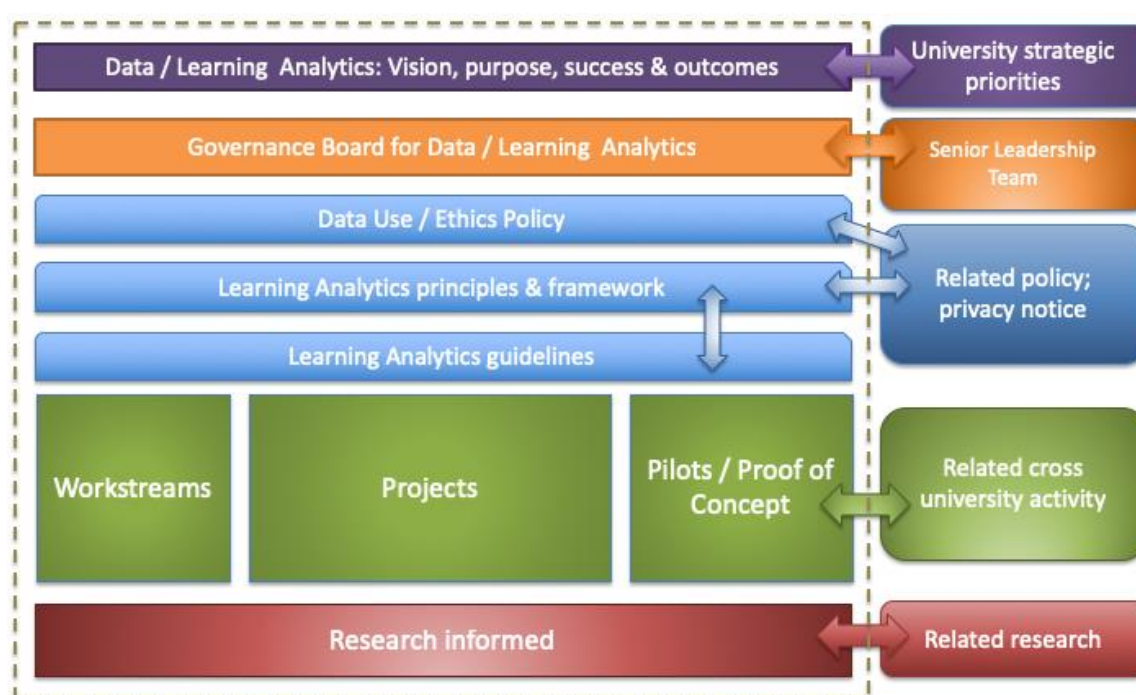 Data / Learning Analytics: Vision, purpose, success & outcomes
University strategic
priorities
Governance Board for Data / Learning Analytics
Senior Leadership
Team
Data Use / Ethics Policy
Learning Analytics principles & framework
Related policy;
privacy notice
Learning Analytics guidelines
Workstreams
Projects
Pilots / Proof of
Concept
Related cross
university activity
Research informed
Related research